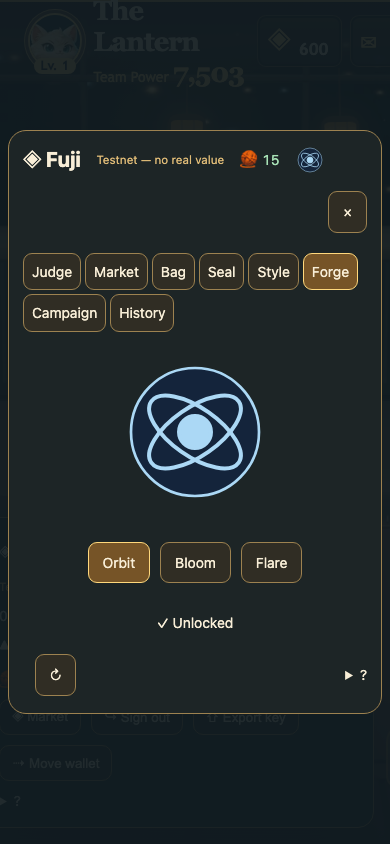 The
Lantern
Lv. 1
Team Power 7,503
600
Fuji
Testnet — no real value
15
×
Judge
Market
Bag
Seal
Style
Forge
Campaign
History
Orbit
Bloom
Flare
✓ Unlocked
↻
▶ ?
Market
Sign out
Export key
→ Move wallet
▶ ?